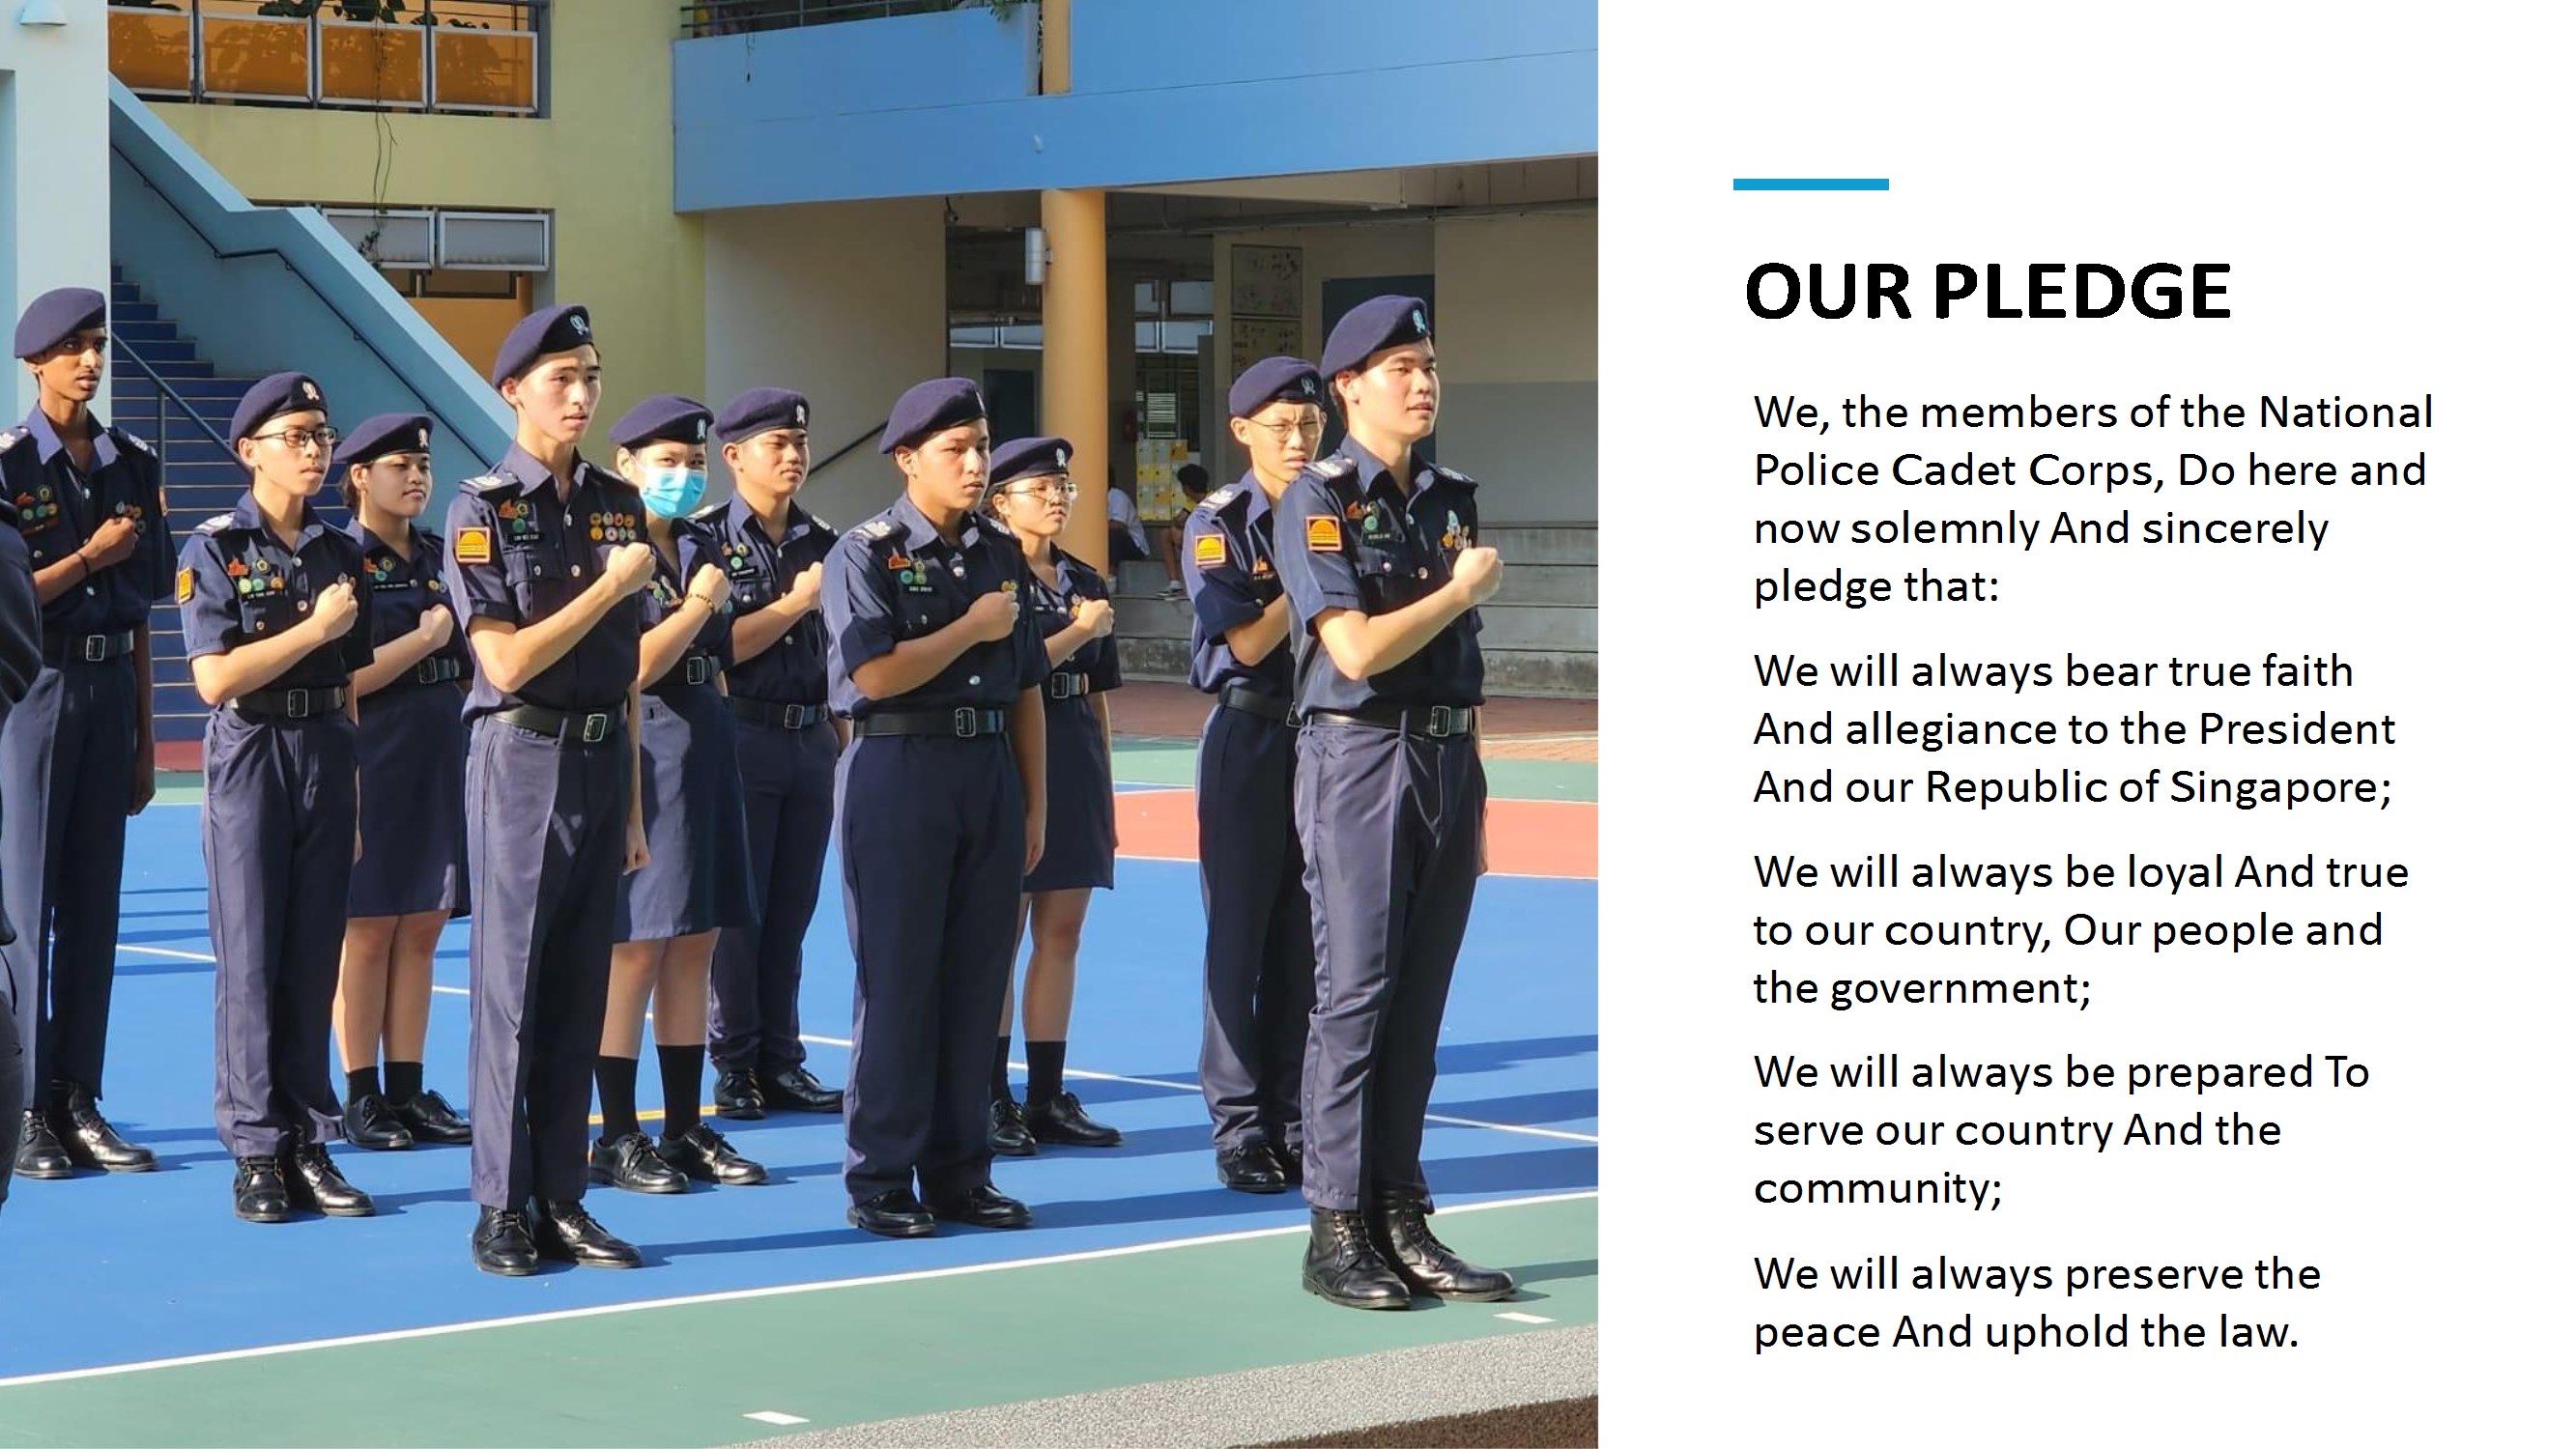 OUR PLEDGE
We, the members of the National
Police Cadet Corps, Do here and
now solemnly And sincerely
pledge that:
We will always bear true faith
And allegiance to the President
And our Republic of Singapore;
We will always be loyal And true
to our country, Our people and
the government;
We will always be prepared To
serve our country And the
community;
We will always preserve the
peace And uphold the law.